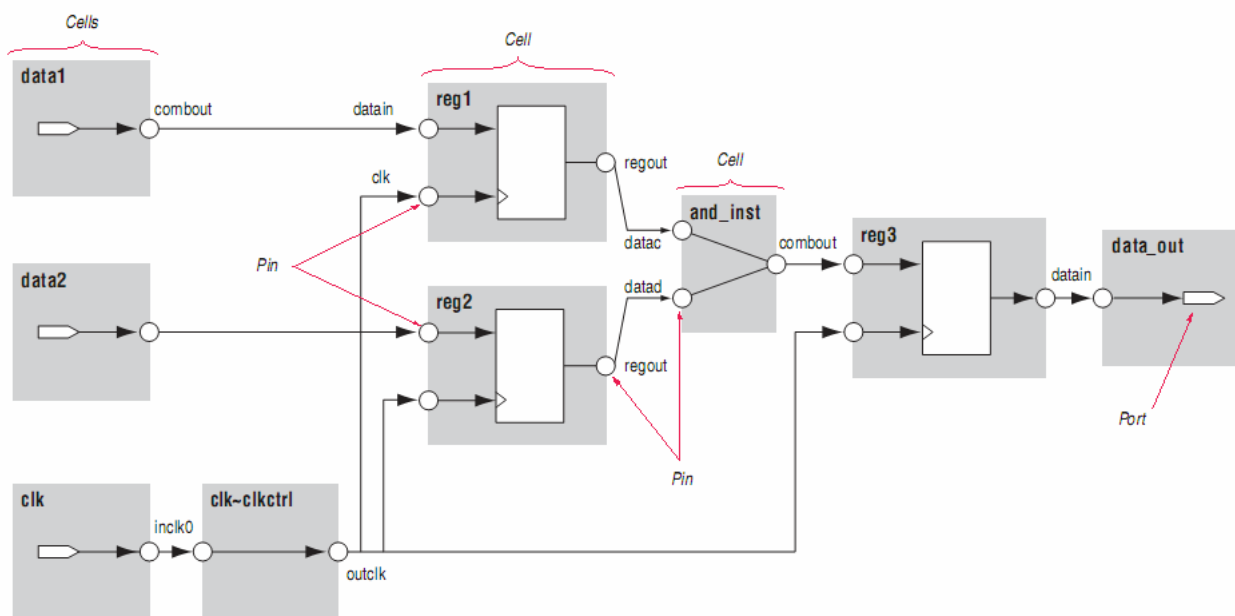 Cells
Cell
data1
combout
datain
reg1
clk
regout
Cell
and_inst
datac
combout
reg3
data_out
data2
Pin
reg2
datad
datain
regout
Port
Pin
clk
inclk0
clk~clkctrl
outclk